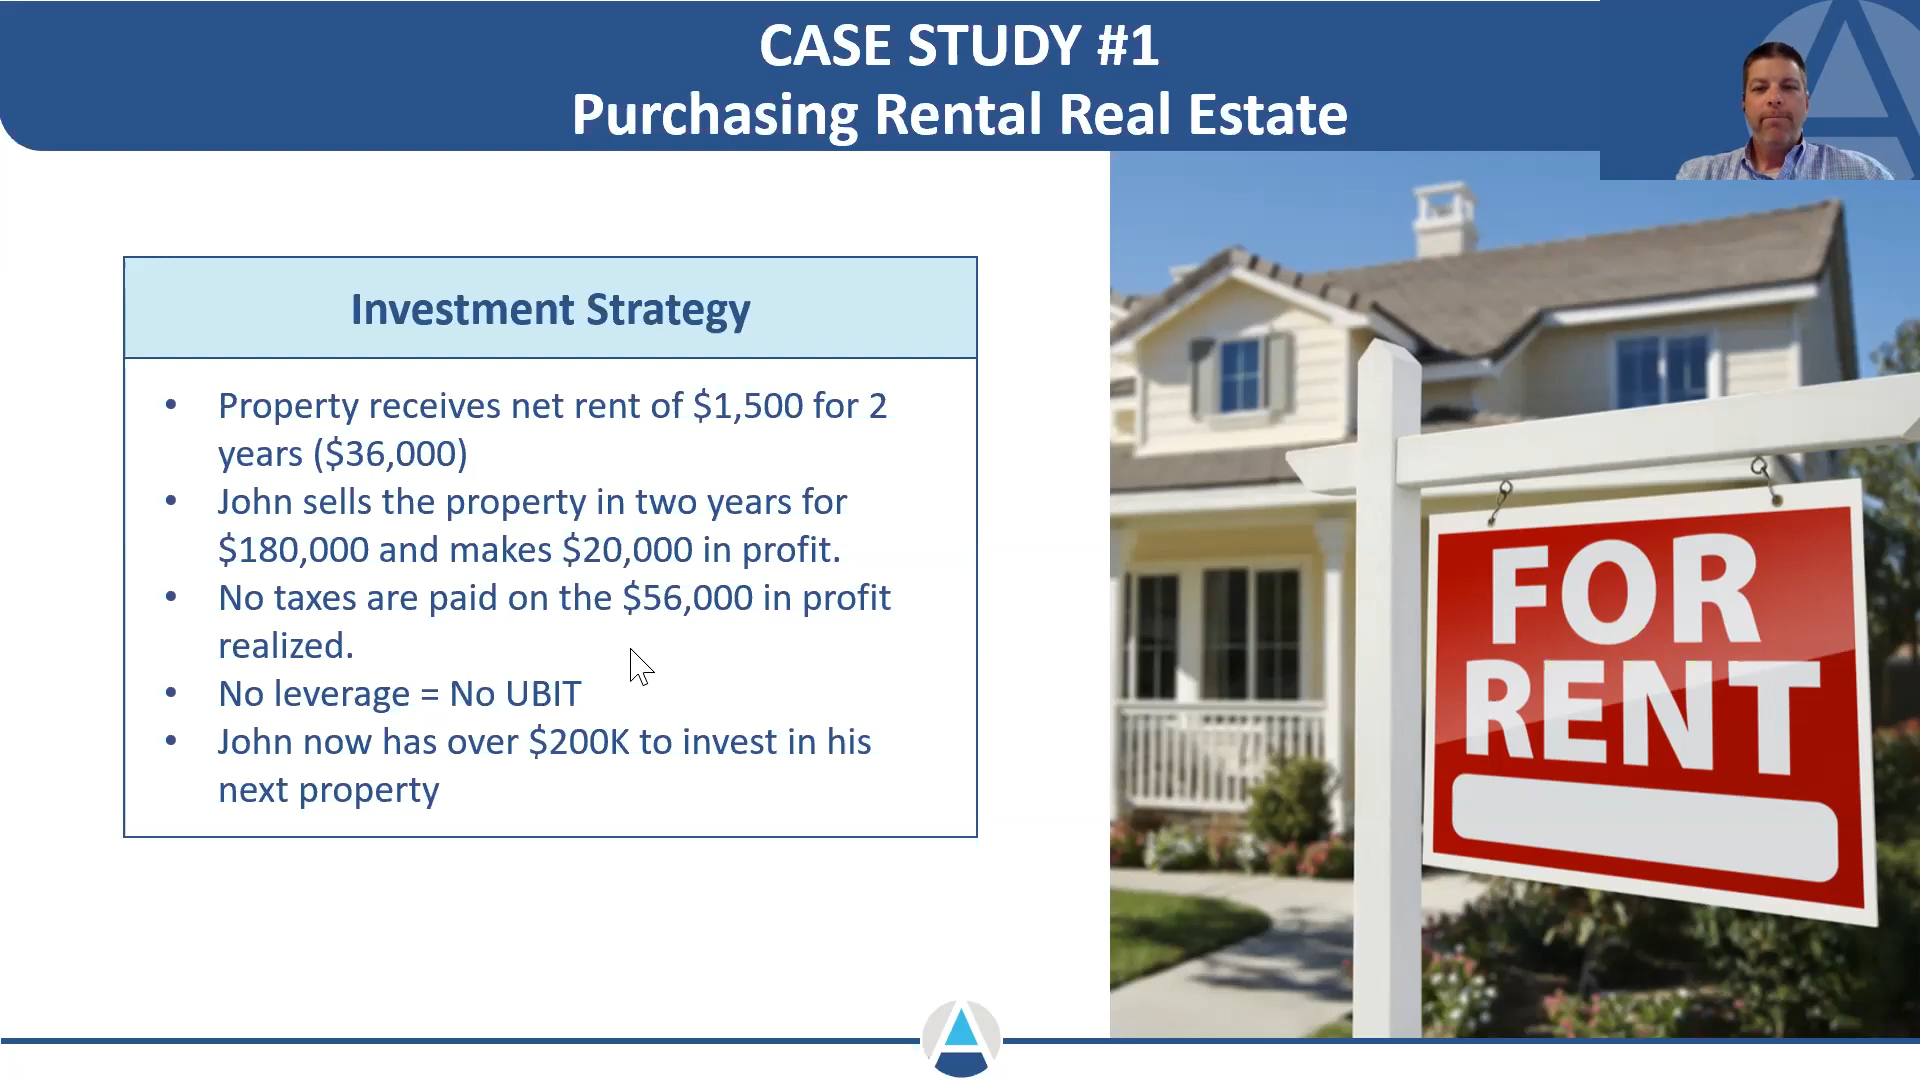 CASE STUDY #1
Purchasing Rental Real Estate
Investment Strategy
• Property receives net rent of $1,500 for 2
years ($36,000)
• John sells the property in two years for
$180,000 and makes $20,000 in profit.
• No taxes are paid on the $56,000 in profit
realized.
• No leverage = No UBIT
• John now has over $200K to invest in his
next property
FOR
RENT